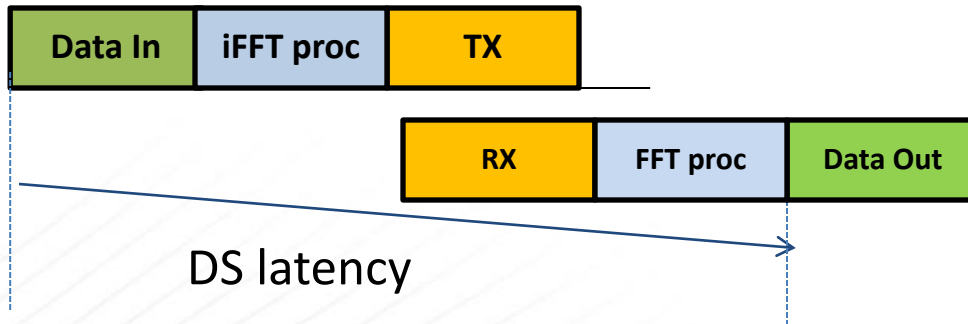 Data In iFFT proc TX
RX FFT proc Data Out
DS latency